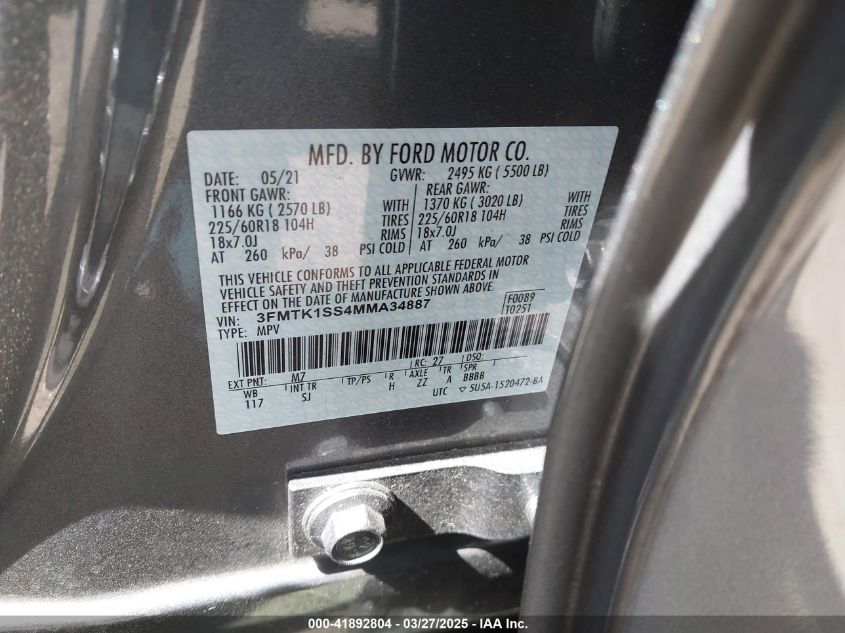 MFD. BY FORD MOTOR CO.
DATE: 05/21 GVWR: 2495 KG ( 5500 LB)
FRONT GAWR: REAR GAWR:
1166 KG ( 2570 LB) WITH 1370 KG ( 3020 LB) WITH
225/60R18 104H TIRES 225/60R18 104H TIRES
18x7.0J RIMS 18x7.0J RIMS
AT 260 kPa/ 38 PSI COLD AT 260 kPa/ 38 PSI COLD
THIS VEHICLE CONFORMS TO ALL APPLICABLE FEDERAL MOTOR
VEHICLE SAFETY AND THEFT PREVENTION STANDARDS IN
EFFECT ON THE DATE OF MANUFACTURE SHOWN ABOVE.
VIN: 3FMTK1SS4MMA34887 F0089
TYPE: MPV T0251
EXT PNT: M7 RC: 27 DSO:
WB INT TR TP/PS R AXLE TR SPR
117 SJ H ZZ A BBBB
UTC ▽ 5U5A-1520472-BA
000-41892804 / 03/27/2025 / IAAI Inc.